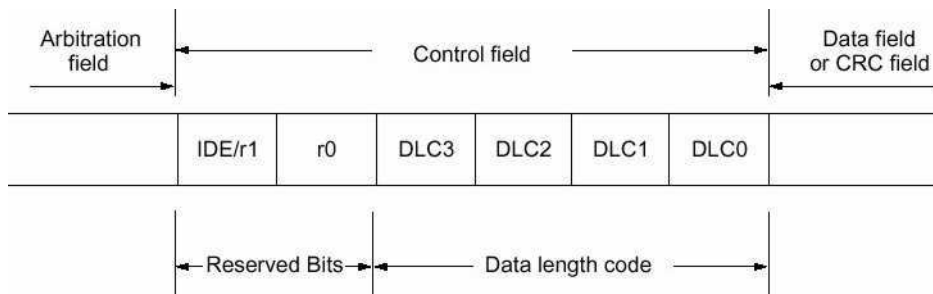 Arbitration
field
Control field
Data field
or CRC field
IDE/r1
r0
DLC3
DLC2
DLC1
DLC0
Reserved Bits
Data length code